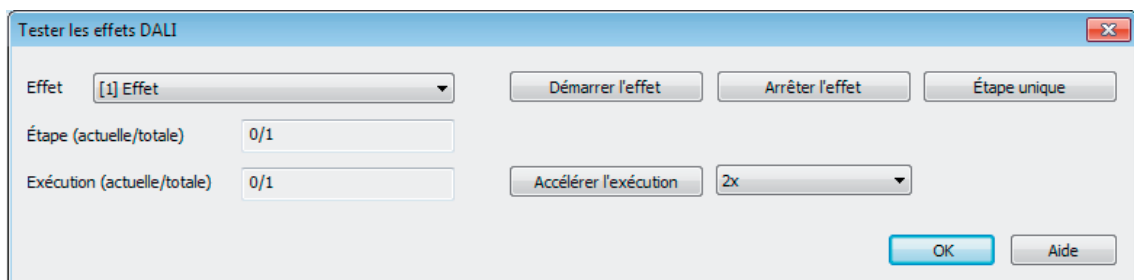 Tester les effets DALI
Effet [1] Effet Démarrer l'effet Arrêter l'effet Étape unique
Étape (actuelle/totale) 0/1
Exécution (actuelle/totale) 0/1 Accélérer l'exécution 2x
OK Aide